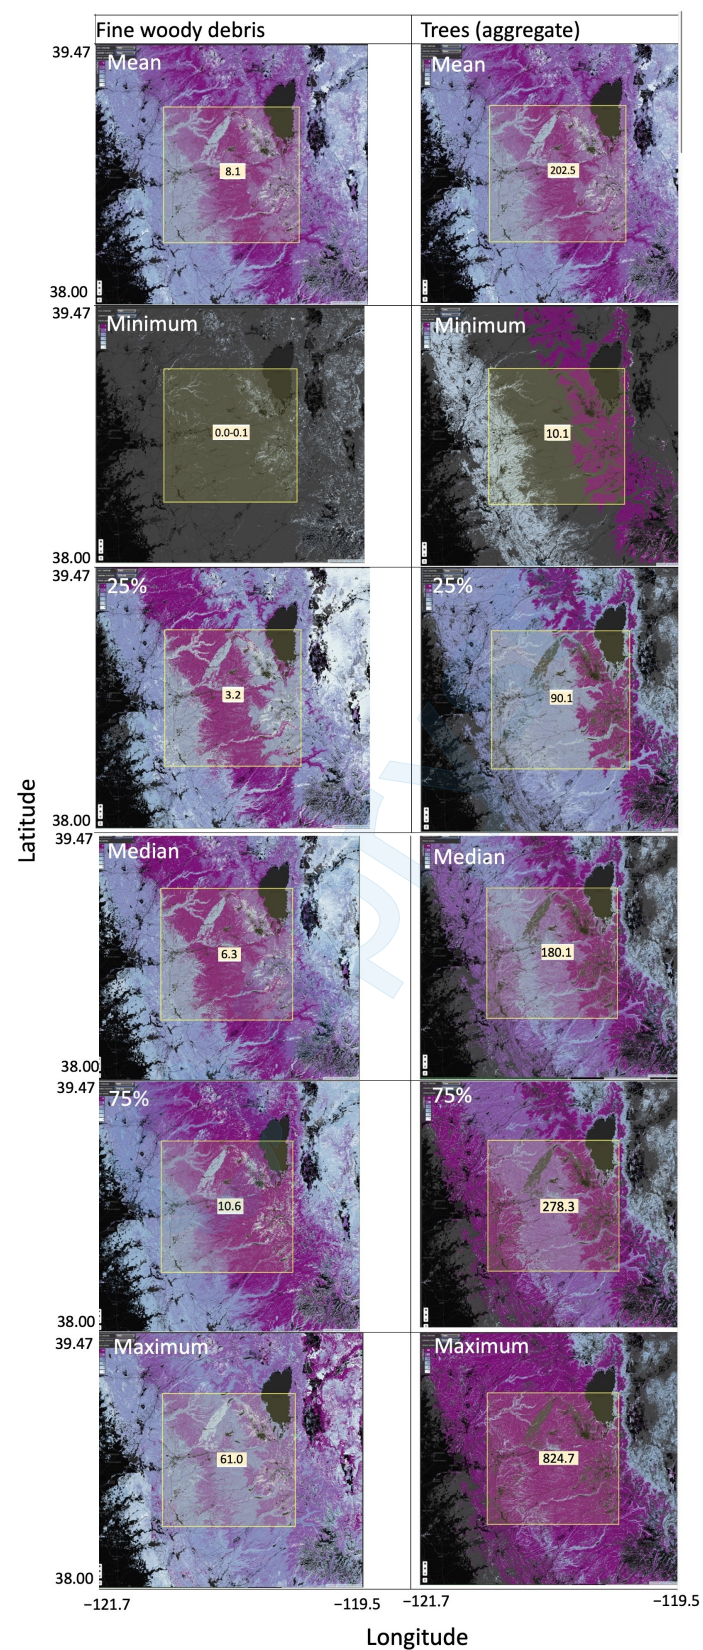 Fine woody debris
Trees (aggregate)
39.47
Mean
Mean
8.1
202.5
38.00
39.47
Minimum
Minimum
0.0-0.1
10.1
38.00
39.47
25%
25%
3.2
90.1
38.00
39.47
Median
Median
6.3
180.1
38.00
39.47
75%
75%
10.6
278.3
38.00
39.47
Maximum
Maximum
61.0
824.7
38.00
Latitude
−121.7
−119.5
−121.7
−119.5
Longitude